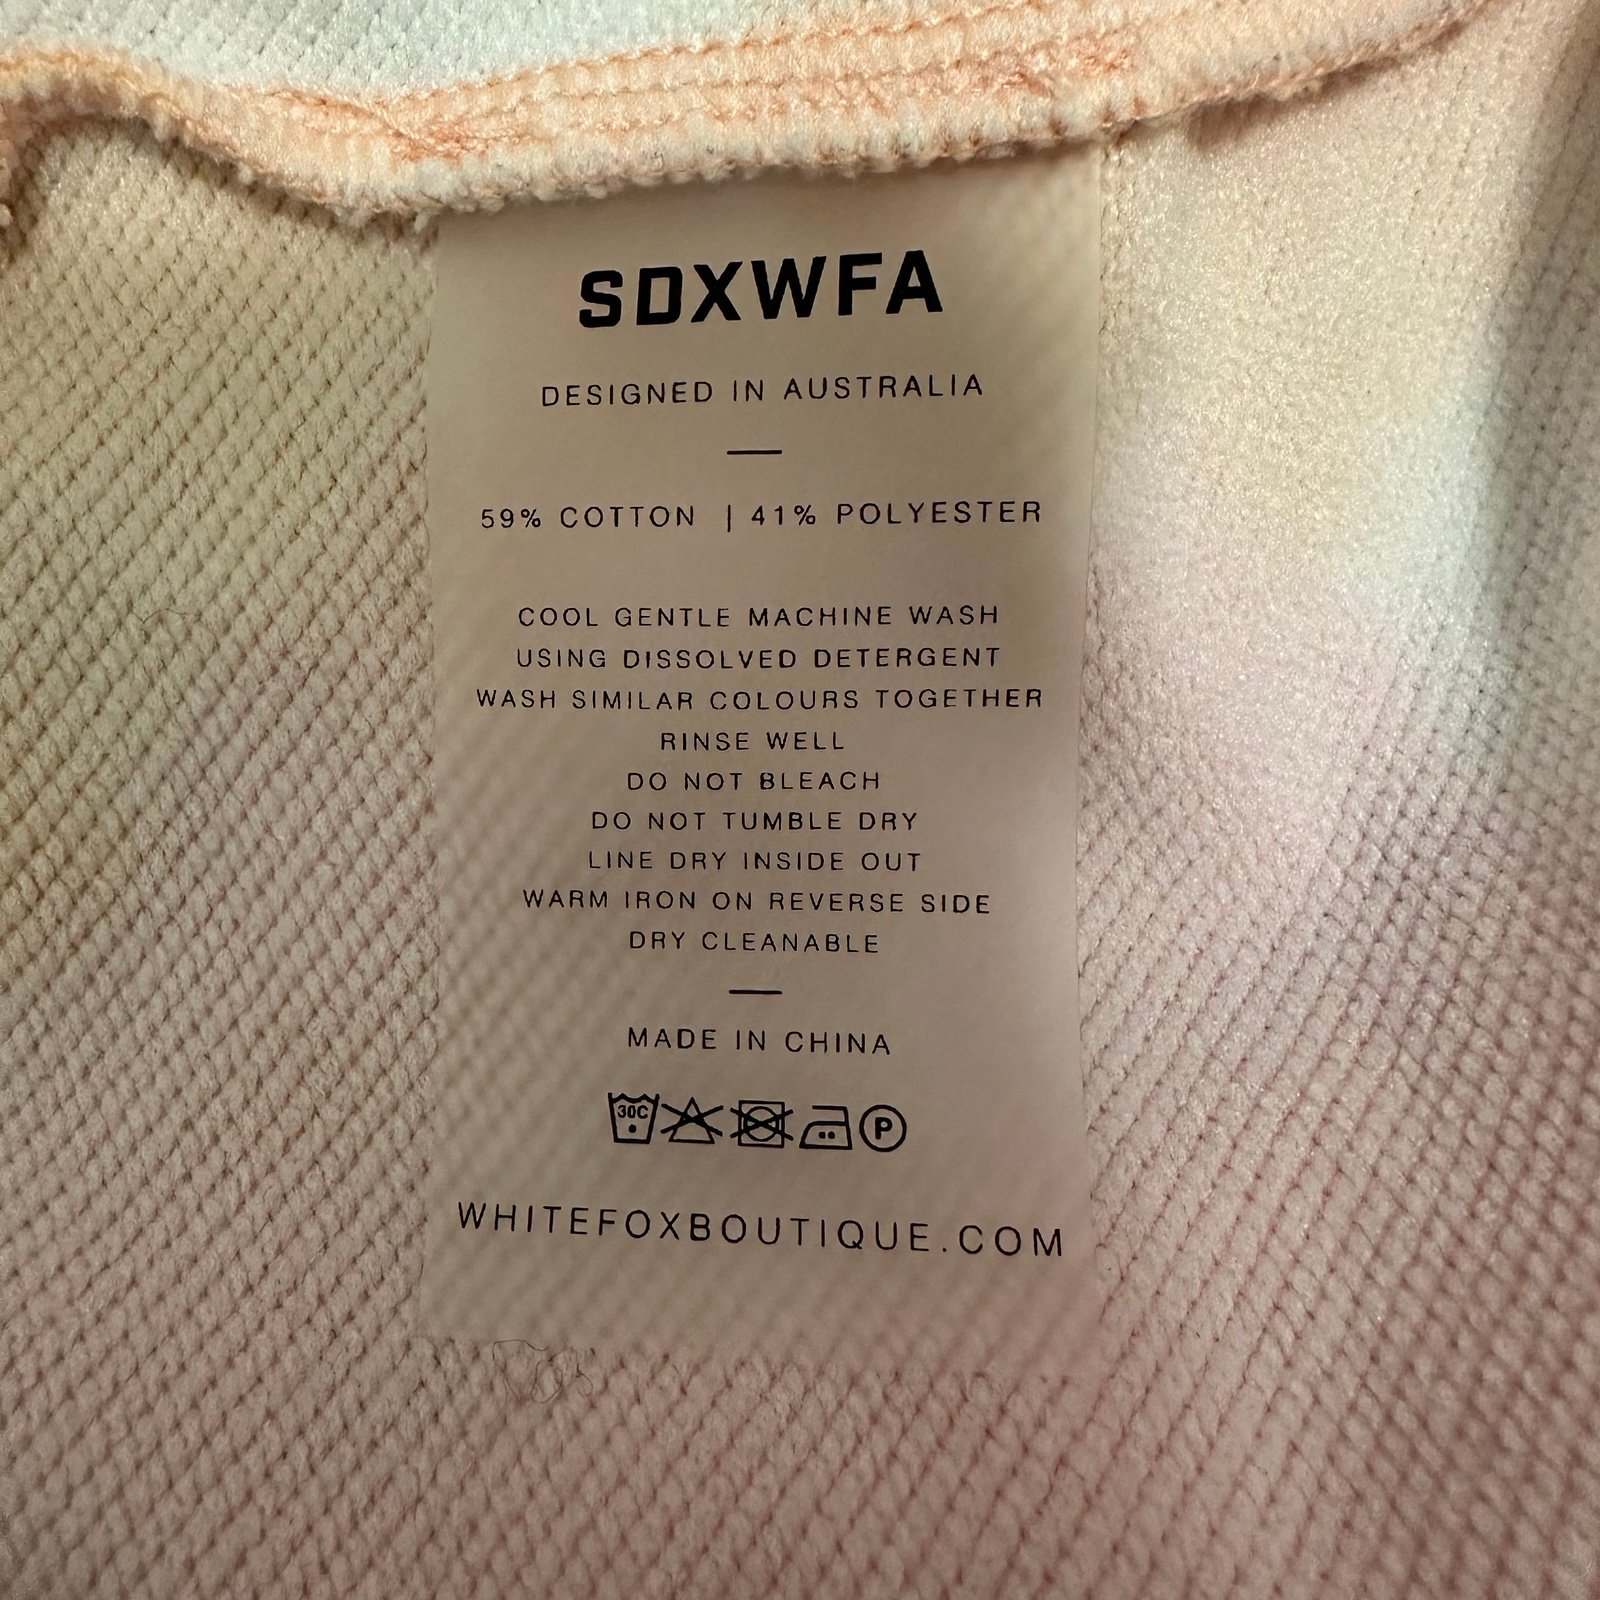 SDXWFA
DESIGNED IN AUSTRALIA
59% COTTON | 41% POLYESTER
COOL GENTLE MACHINE WASH
USING DISSOLVED DETERGENT
WASH SIMILAR COLOURS TOGETHER
RINSE WELL
DO NOT BLEACH
DO NOT TUMBLE DRY
LINE DRY INSIDE OUT
WARM IRON ON REVERSE SIDE
DRY CLEANABLE
MADE IN CHINA
30C P
WHITEFOXBOUTIQUE.COM